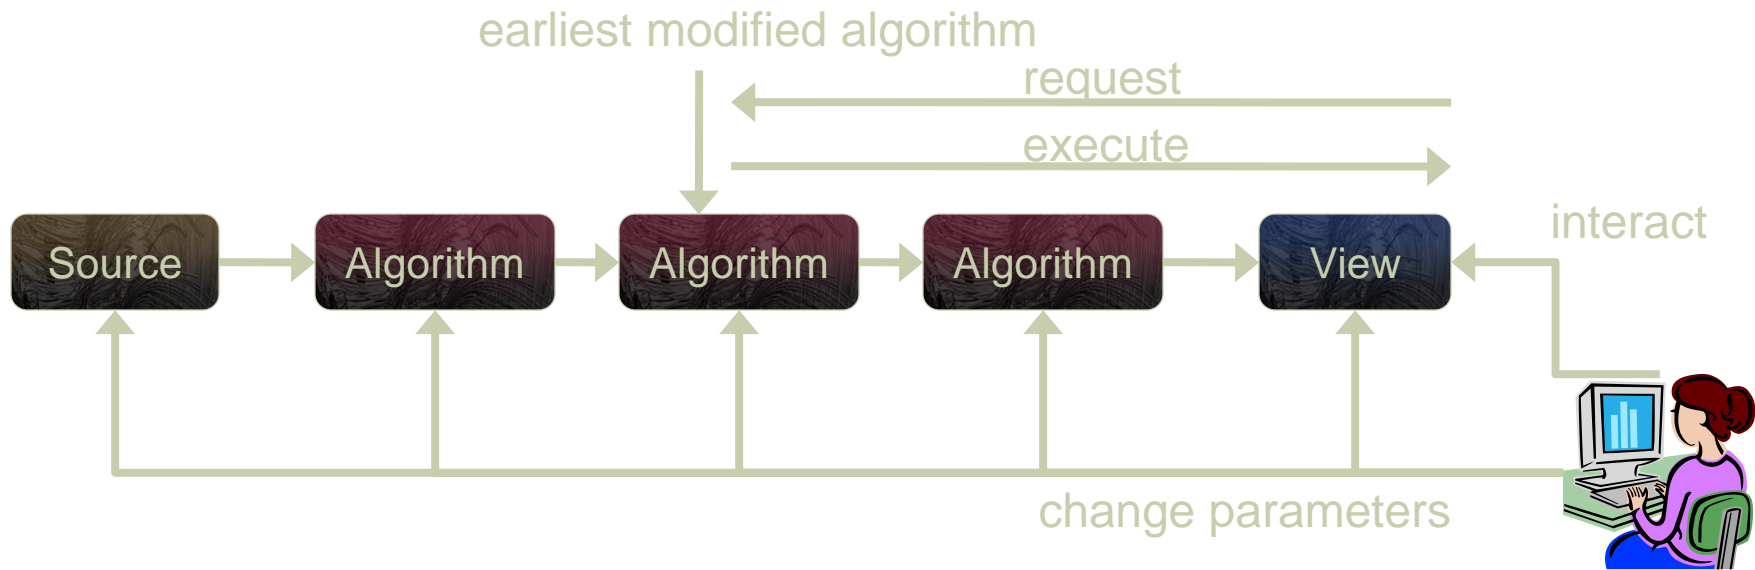 earliest modified algorithm
request
execute
interact
Source
Algorithm
Algorithm
Algorithm
View
change parameters